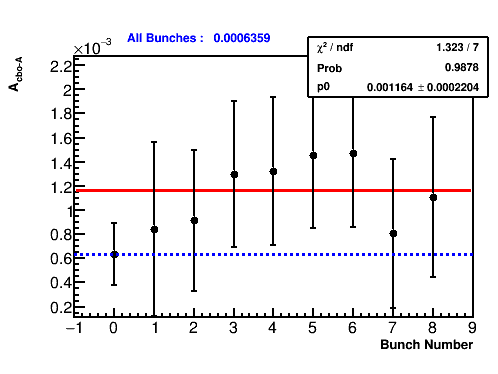 All Bunches : 0.0006359
×10⁻³
χ² / ndf 1.323 / 7
Prob 0.9878
p0 0.001164 ± 0.0002204
A_cbo-A
2.2
2
1.8
1.6
1.4
1.2
1
0.8
0.6
0.4
0.2
−1 0 1 2 3 4 5 6 7 8 9
Bunch Number